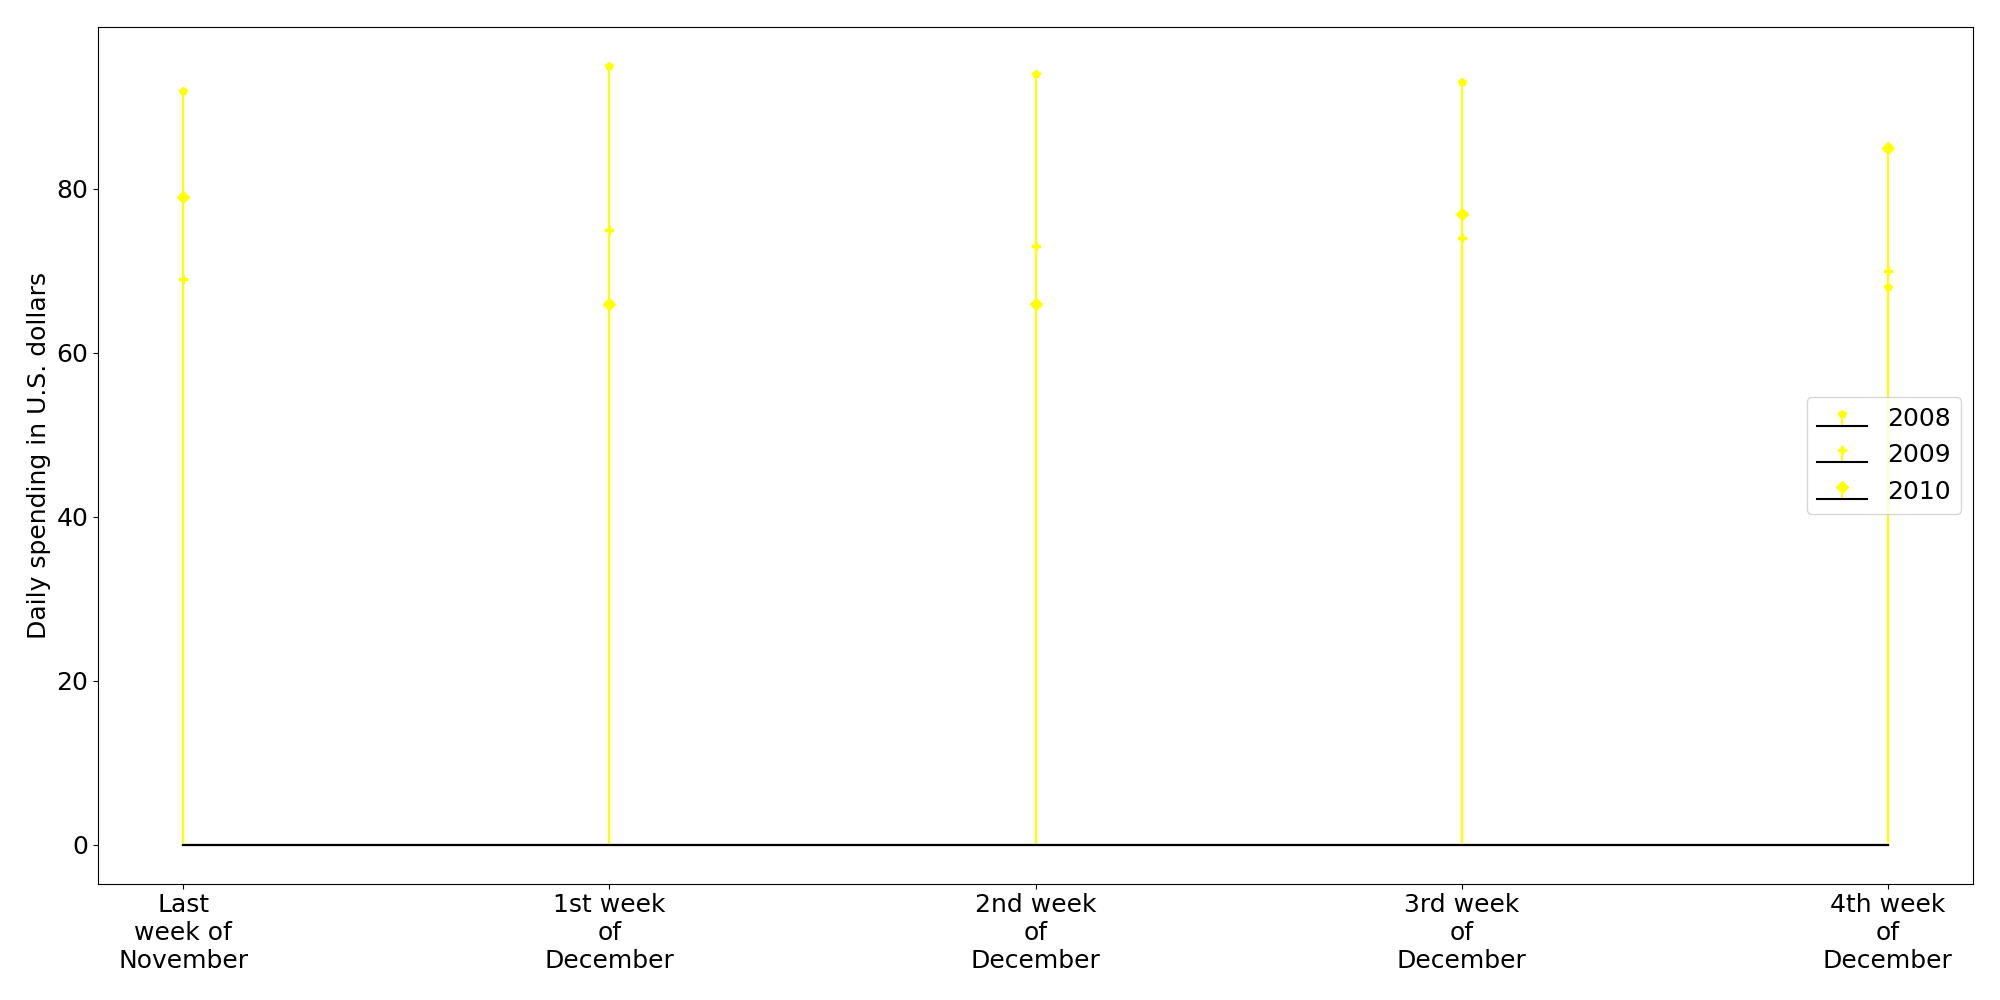 Daily spending in U.S. dollars
80
60
40
20
0
2008
2009
2010
Last
week of
November
1st week
of
December
2nd week
of
December
3rd week
of
December
4th week
of
December